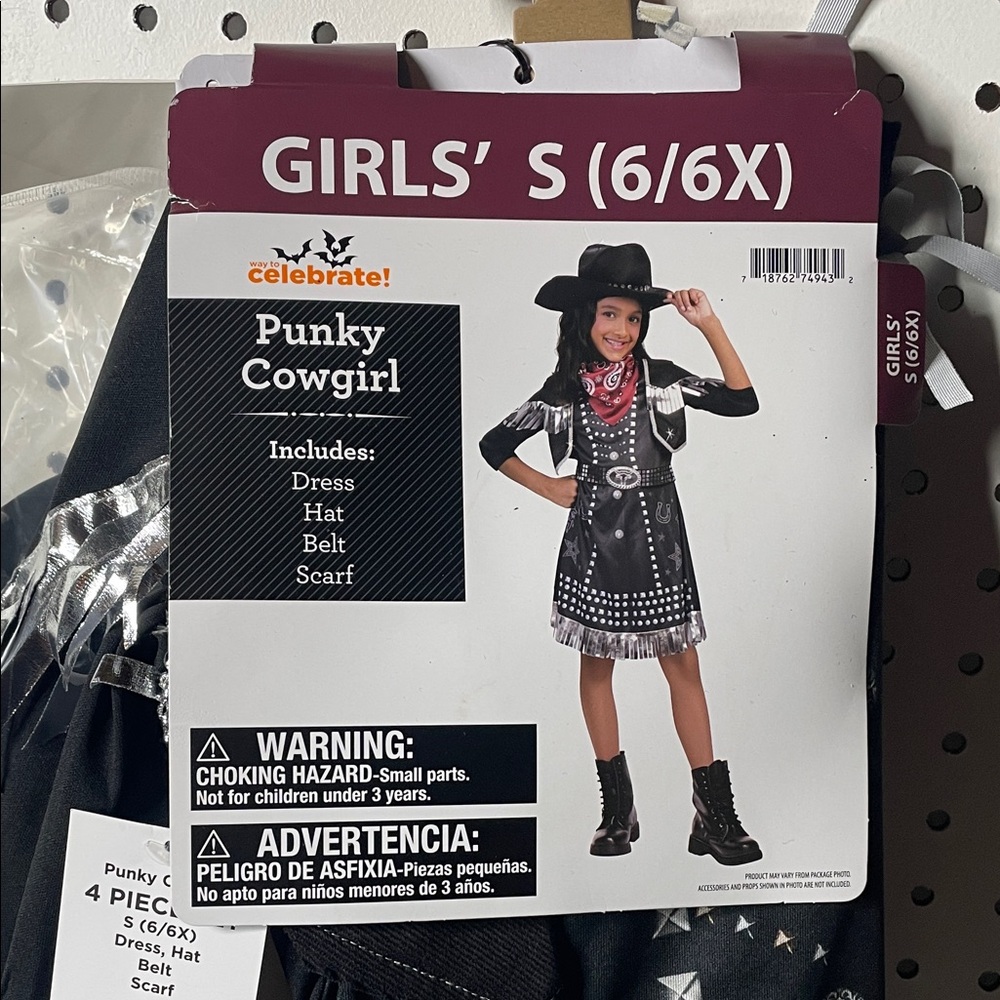 GIRLS' S (6/6X)
way to
celebrate!
7 18762 74943 2
Punky
Cowgirl
Includes:
Dress
Hat
Belt
Scarf
GIRLS'
S (6/6X)
WARNING:
CHOKING HAZARD-Small parts.
Not for children under 3 years.
ADVERTENCIA:
PELIGRO DE ASFIXIA-Piezas pequeñas.
No apto para niños menores de 3 años.
PRODUCT MAY VARY FROM PACKAGE PHOTO.
ACCESSORIES AND PROPS SHOWN IN PHOTO ARE NOT INCLUDED.
Punky
4
S (6/6X)
Dress, Hat
Belt
Scarf